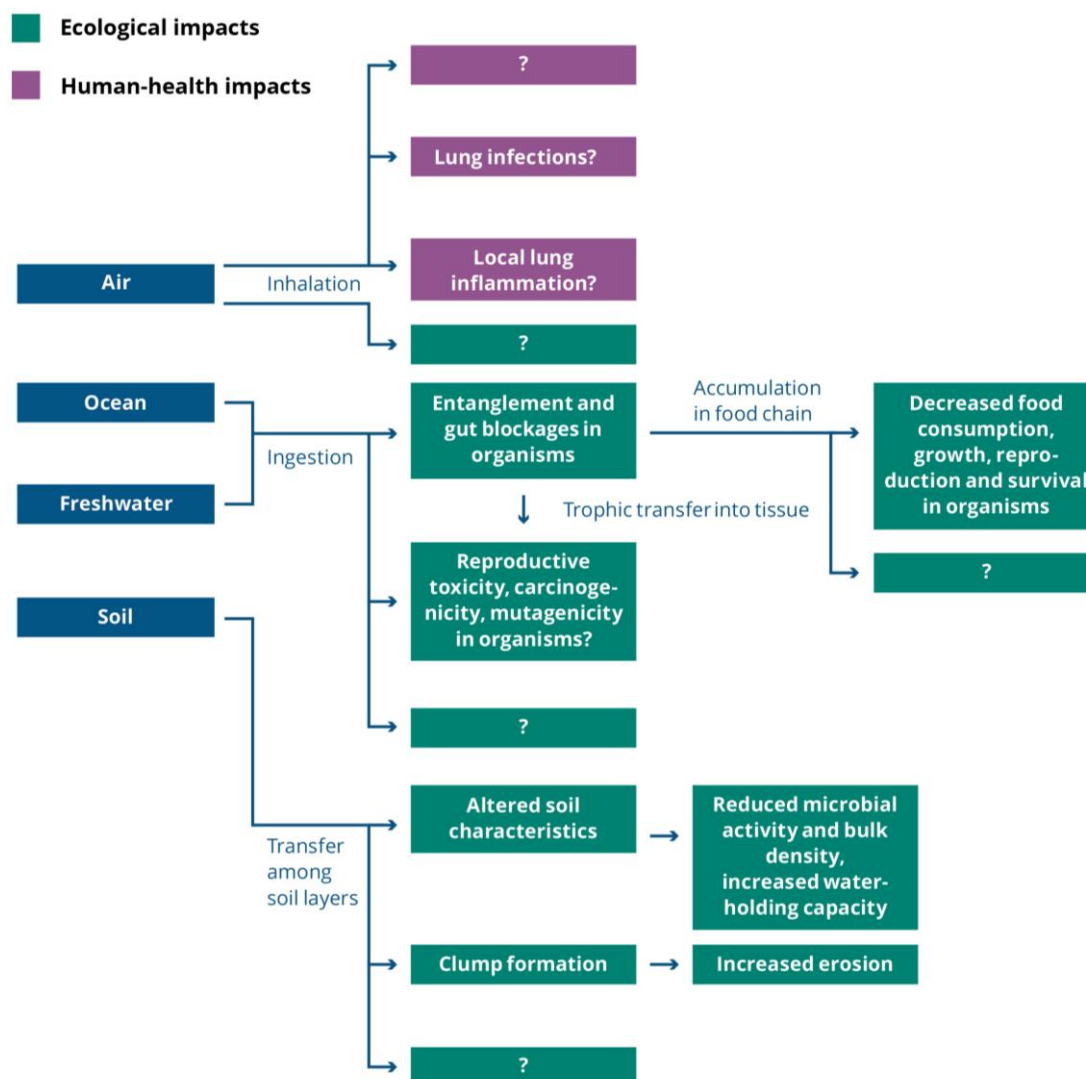 Ecological impacts
Human-health impacts
?
Lung infections?
Air
Inhalation
Local lung
inflammation?
?
Ocean
Freshwater
Ingestion
Entanglement and
gut blockages in
organisms
Accumulation
in food chain
Decreased food
consumption,
growth, repro-
duction and survival
in organisms
Trophic transfer into tissue
?
Reproductive
toxicity, carcinoge-
nicity, mutagenicity
in organisms?
?
Soil
Transfer
among
soil layers
Altered soil
characteristics
Reduced microbial
activity and bulk
density,
increased water-
holding capacity
Clump formation
Increased erosion
?